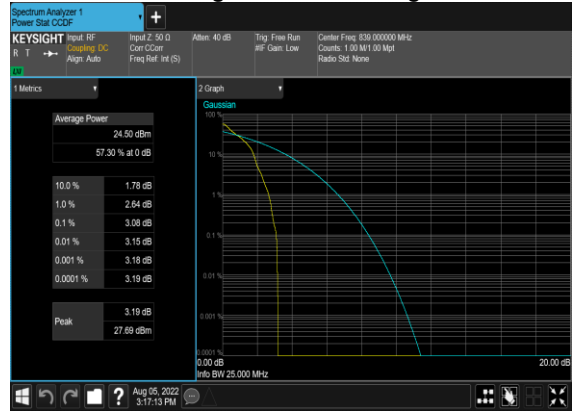 Spectrum Analyzer 1
Power Stat CCDF
KEYSIGHT
R T
LV
Input: RF
Coupling: DC
Align: Auto
Input Z: 50 Ω
Corr CCorr
Freq Ref: Int (S)
Atten: 40 dB
Trig: Free Run
#IF Gain: Low
Center Freq: 839.000000 MHz
Counts: 1.00 M/1.00 Mpt
Radio Std: None
1 Metrics
Average Power
24.50 dBm
57.30 % at 0 dB
10.0 % 1.78 dB
1.0 % 2.64 dB
0.1 % 3.08 dB
0.01 % 3.15 dB
0.001 % 3.18 dB
0.0001 % 3.19 dB
Peak
3.19 dB
27.69 dBm
2 Graph
Gaussian
100 %
10 %
1 %
0.1 %
0.01 %
0.001 %
0.0001 %
0.00 dB
20.00 dB
Info BW 25.000 MHz
Aug 05, 2022
3:17:13 PM